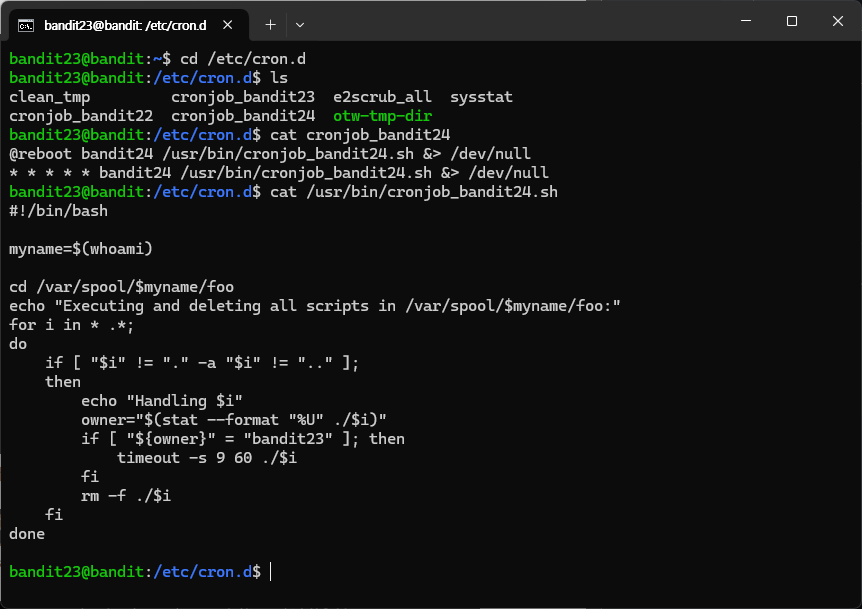 bandit23@bandit: /etc/cron.d
bandit23@bandit:~$ cd /etc/cron.d
bandit23@bandit:/etc/cron.d$ ls
clean_tmp         cronjob_bandit23  e2scrub_all  sysstat
cronjob_bandit22  cronjob_bandit24  otw-tmp-dir
bandit23@bandit:/etc/cron.d$ cat cronjob_bandit24
@reboot bandit24 /usr/bin/cronjob_bandit24.sh &> /dev/null
* * * * * bandit24 /usr/bin/cronjob_bandit24.sh &> /dev/null
bandit23@bandit:/etc/cron.d$ cat /usr/bin/cronjob_bandit24.sh
#!/bin/bash

myname=$(whoami)

cd /var/spool/$myname/foo
echo "Executing and deleting all scripts in /var/spool/$myname/foo:"
for i in * .*;
do
    if [ "$i" != "." -a "$i" != ".." ];
    then
        echo "Handling $i"
        owner="$(stat --format "%U" ./$i)"
        if [ "${owner}" = "bandit23" ]; then
            timeout -s 9 60 ./$i
        fi
        rm -f ./$i
    fi
done

bandit23@bandit:/etc/cron.d$